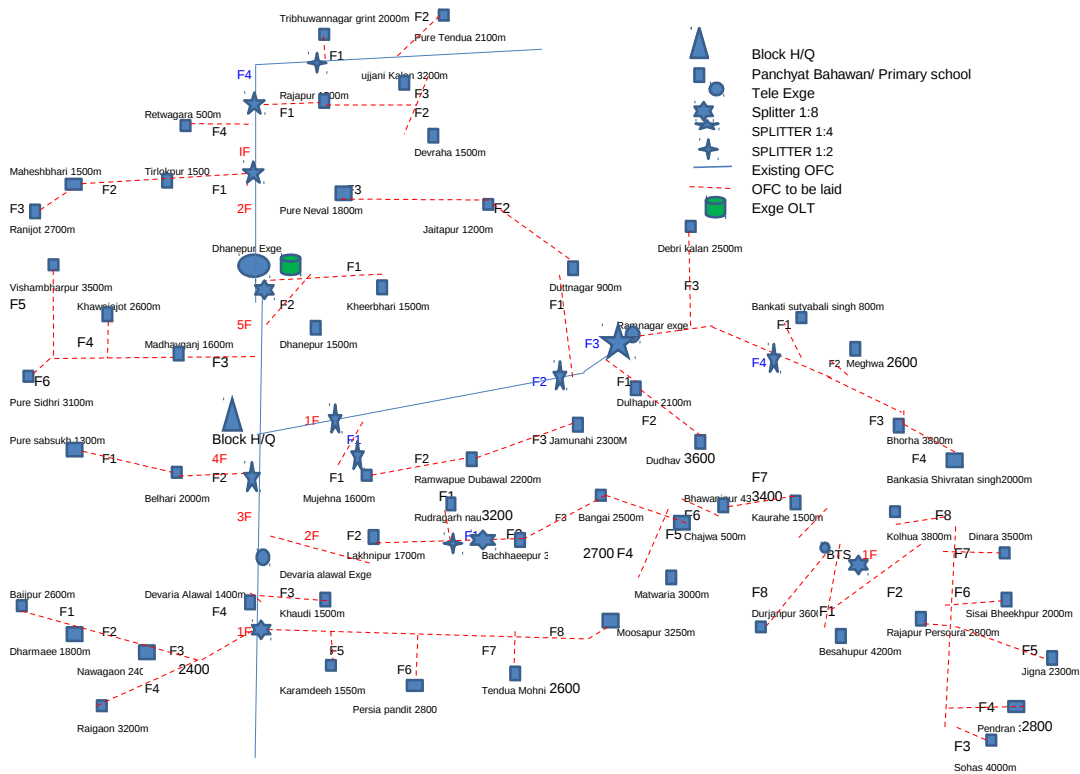 Tribhuwannagar grint 2000m
F2
Pure Tendua 2100m
F1
F4
ujjani Kalan 3200m
F3
Rajapur
F1
F2
Retwagara 500m
F4
Devraha 1500m
IF
Maheshbhari 1500m
Tirlokpur 1500
F2
F1
F3
Ranijot 2700m
2F
F3
Pure Neval 1800m
F2
Jaitapur 1200m
Block H/Q
Panchyat Bahawan/ Primary school
Tele Exge
Splitter 1:8
SPLITTER 1:4
SPLITTER 1:2
Existing OFC
OFC to be laid
Exge OLT
Dhanepur Exge
F1
Kheerbhari 1500m
F2
Dhanepur 1500m
5F
Duttnagar 900m
F1
Debri kalan 2500m
F3
Vishambharpur 3500m
F5
Khawajajot 2600m
F4
Madhavganj 1600m
F3
F6
Pure Sidhri 3100m
Ramnagar exge
F3
Bankati sutyabali singh 800m
F1
F4
F2
Meghwa 2600
F2
F1
Dulhapur 2100m
F2
Dudhav 3600
F3
Bhorha 3800m
F4
Bankasia Shivratan singh2000m
Block H/Q
1F
F1
F3
Jamunahi 2300M
F2
Ramwapue Dubawal 2200m
F1
Mujehna 1600m
Pure sabsukh 1300m
F1
4F
F2
Belhari 2000m
3F
2F
F1
Rudragarh nau 3200
F2
Lakhnipur 1700m
Bachhaeepur
F3
Bangai 2500m
2700 F4
F5
F6
Chajwa 500m
Bhawanipur 43
3400
F7
Kaurahe 1500m
Matwaria 3000m
Kolhua 3800m
F8
Dinara 3500m
F7
BTS
1F
F8
Durjanpur 360
F1
Besahupur 4200m
F2
Rajapur Persoura 2800m
F6
Sisai Bheekhpur 2000m
F5
Jigna 2300m
F4
Pendran
2800
F3
Sohas 4000m
Devaria alawal Exge
Devaria Alawal 1400m
F3
F4
Khaudi 1500m
1F
Baijpur 2600m
F1
F2
Dharmaee 1800m
F3
Nawagaon 240
2400
F4
Raigaon 3200m
F5
Karamdeeh 1550m
F6
Persia pandit 2800
F7
Tendua Mohni 2600
F8
Moosapur 3250m